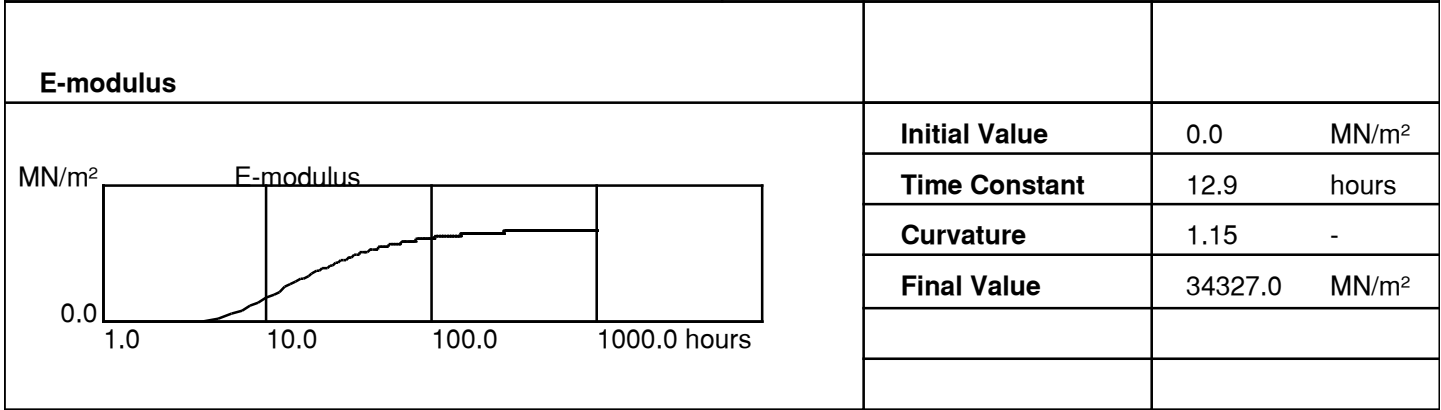 E-modulus
MN/m²
E-modulus
0.0
1.0 10.0 100.0 1000.0 hours
Initial Value 0.0 MN/m²
Time Constant 12.9 hours
Curvature 1.15 -
Final Value 34327.0 MN/m²